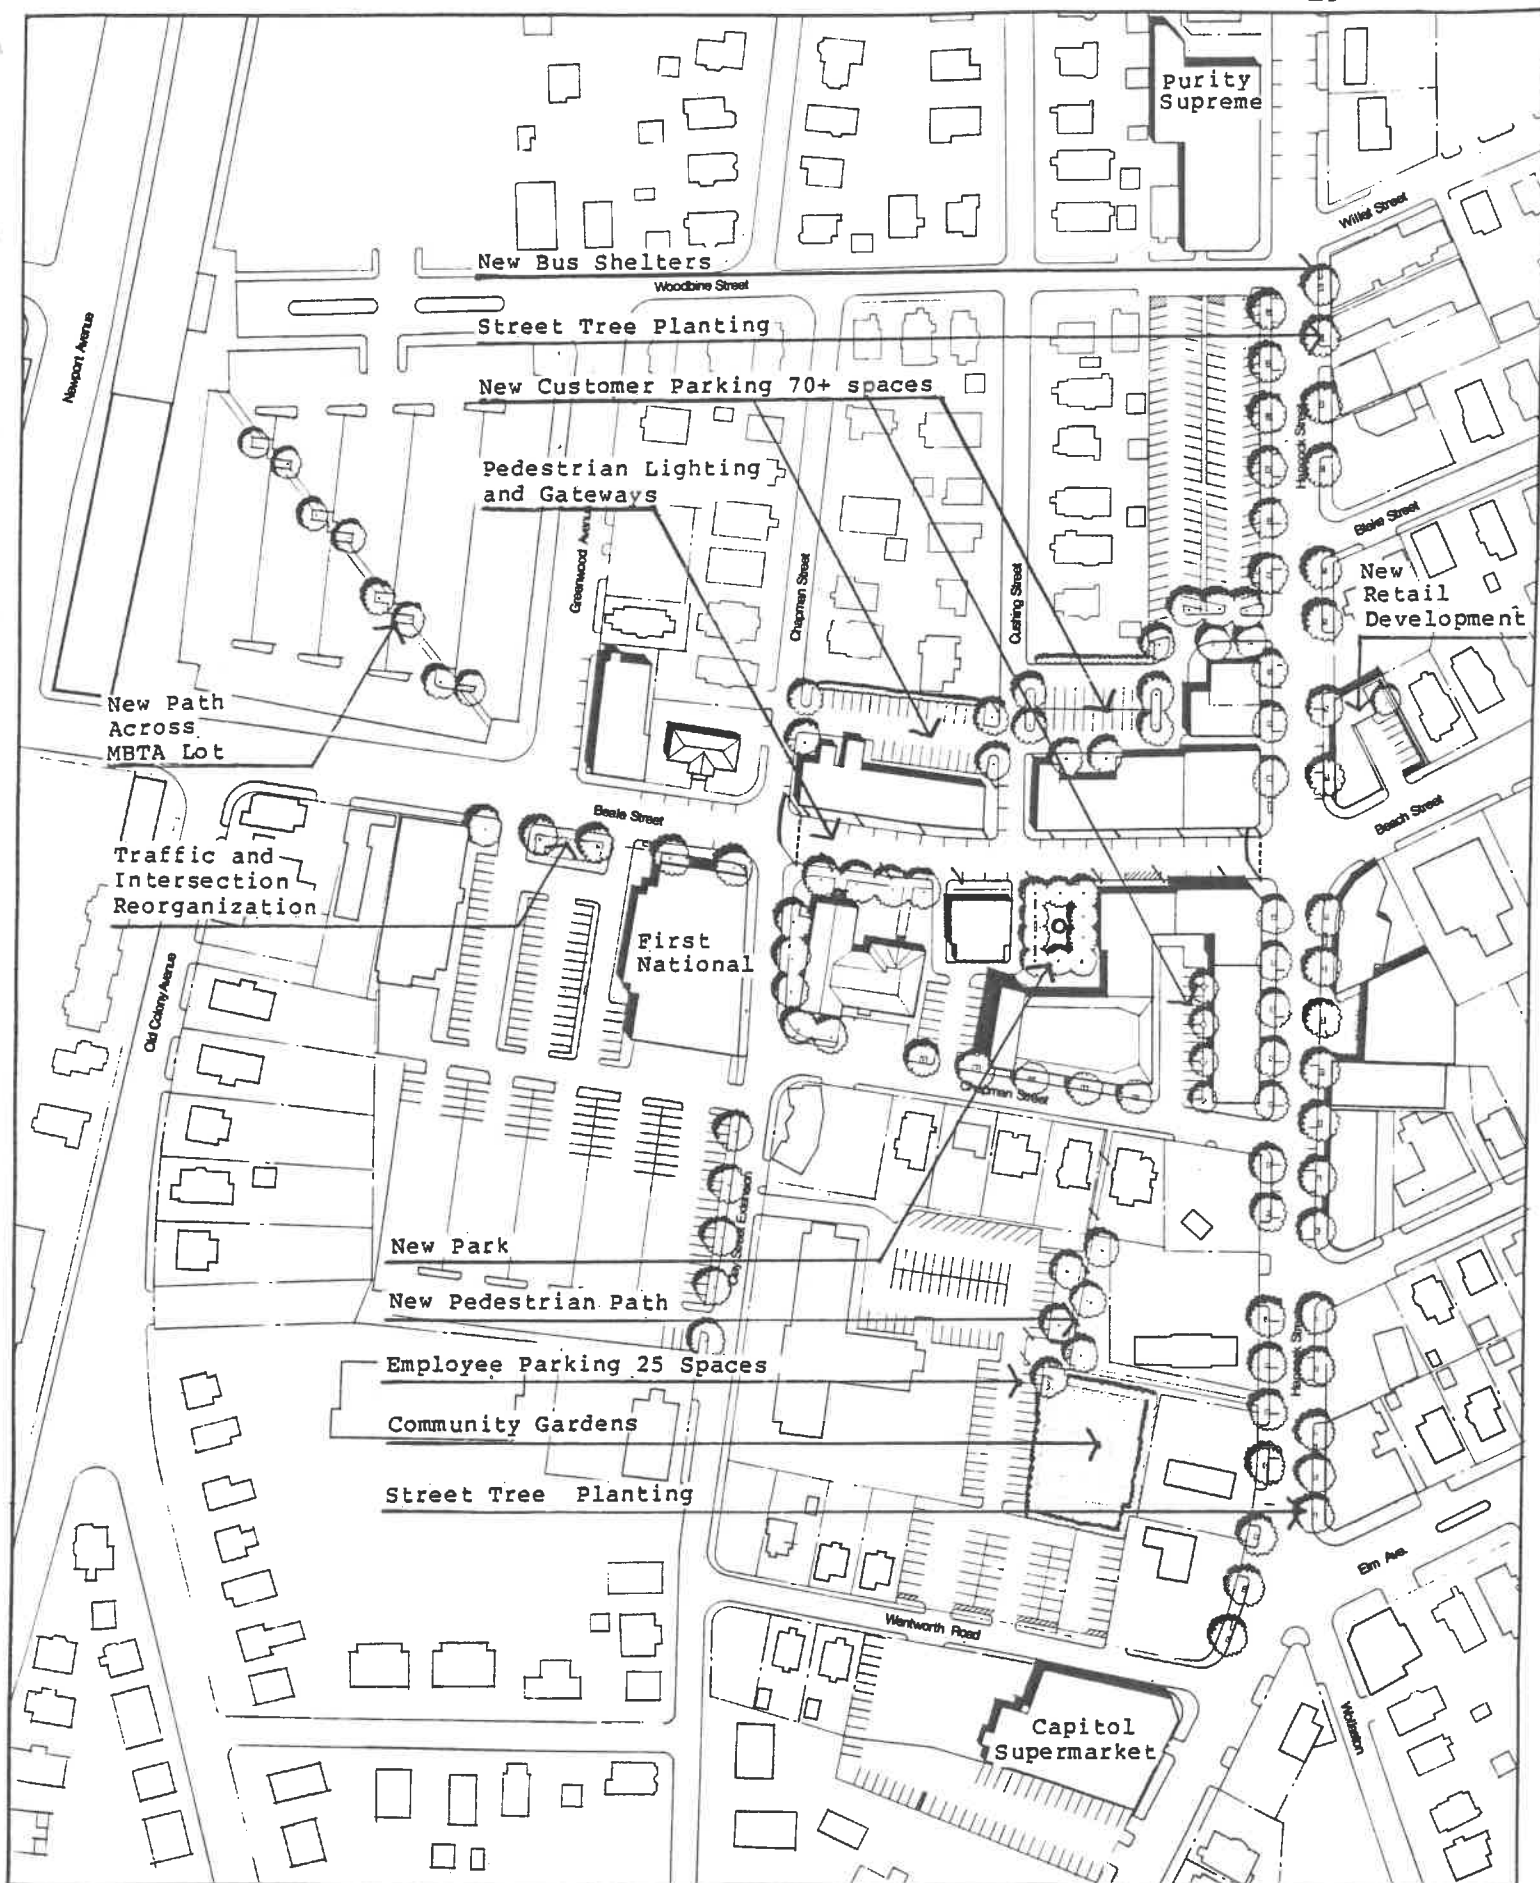 Purity
Supreme
Willet Street
New Bus Shelters
Woodbine Street
Newport Avenue
Street Tree Planting
New Customer Parking 70+ spaces
Hancock Street
Pedestrian Lighting
and Gateways
Blake Street
Greenwood Avenue
Chapman Street
Cushing Street
New
Retail
Development
New Path
Across
MBTA Lot
Beale Street
Beach Street
Traffic and
Intersection
Reorganization
First
National
Old Colony Avenue
Chapman Street
Clay Street Extension
New Park
New Pedestrian Path
Hancock Street
Employee Parking 25 Spaces
Community Gardens
Street Tree Planting
Elm Ave.
Wentworth Road
Wollaston
Capitol
Supermarket